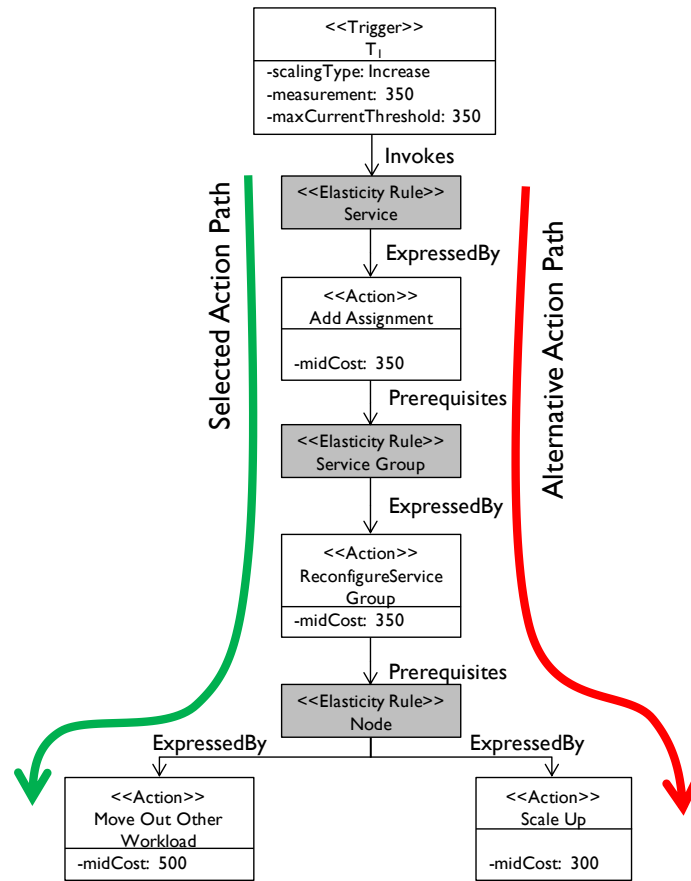 <<Trigger>>
T1
-scalingType: Increase
-measurement: 350
-maxCurrentThreshold: 350
Invokes
<<Elasticity Rule>>
Service
ExpressedBy
<<Action>>
Add Assignment
-midCost: 350
Prerequisites
<<Elasticity Rule>>
Service Group
ExpressedBy
<<Action>>
ReconfigureService
Group
-midCost: 350
Prerequisites
<<Elasticity Rule>>
Node
Selected Action Path
Alternative Action Path
ExpressedBy
ExpressedBy
<<Action>>
Move Out Other
Workload
-midCost: 500
<<Action>>
Scale Up
-midCost: 300